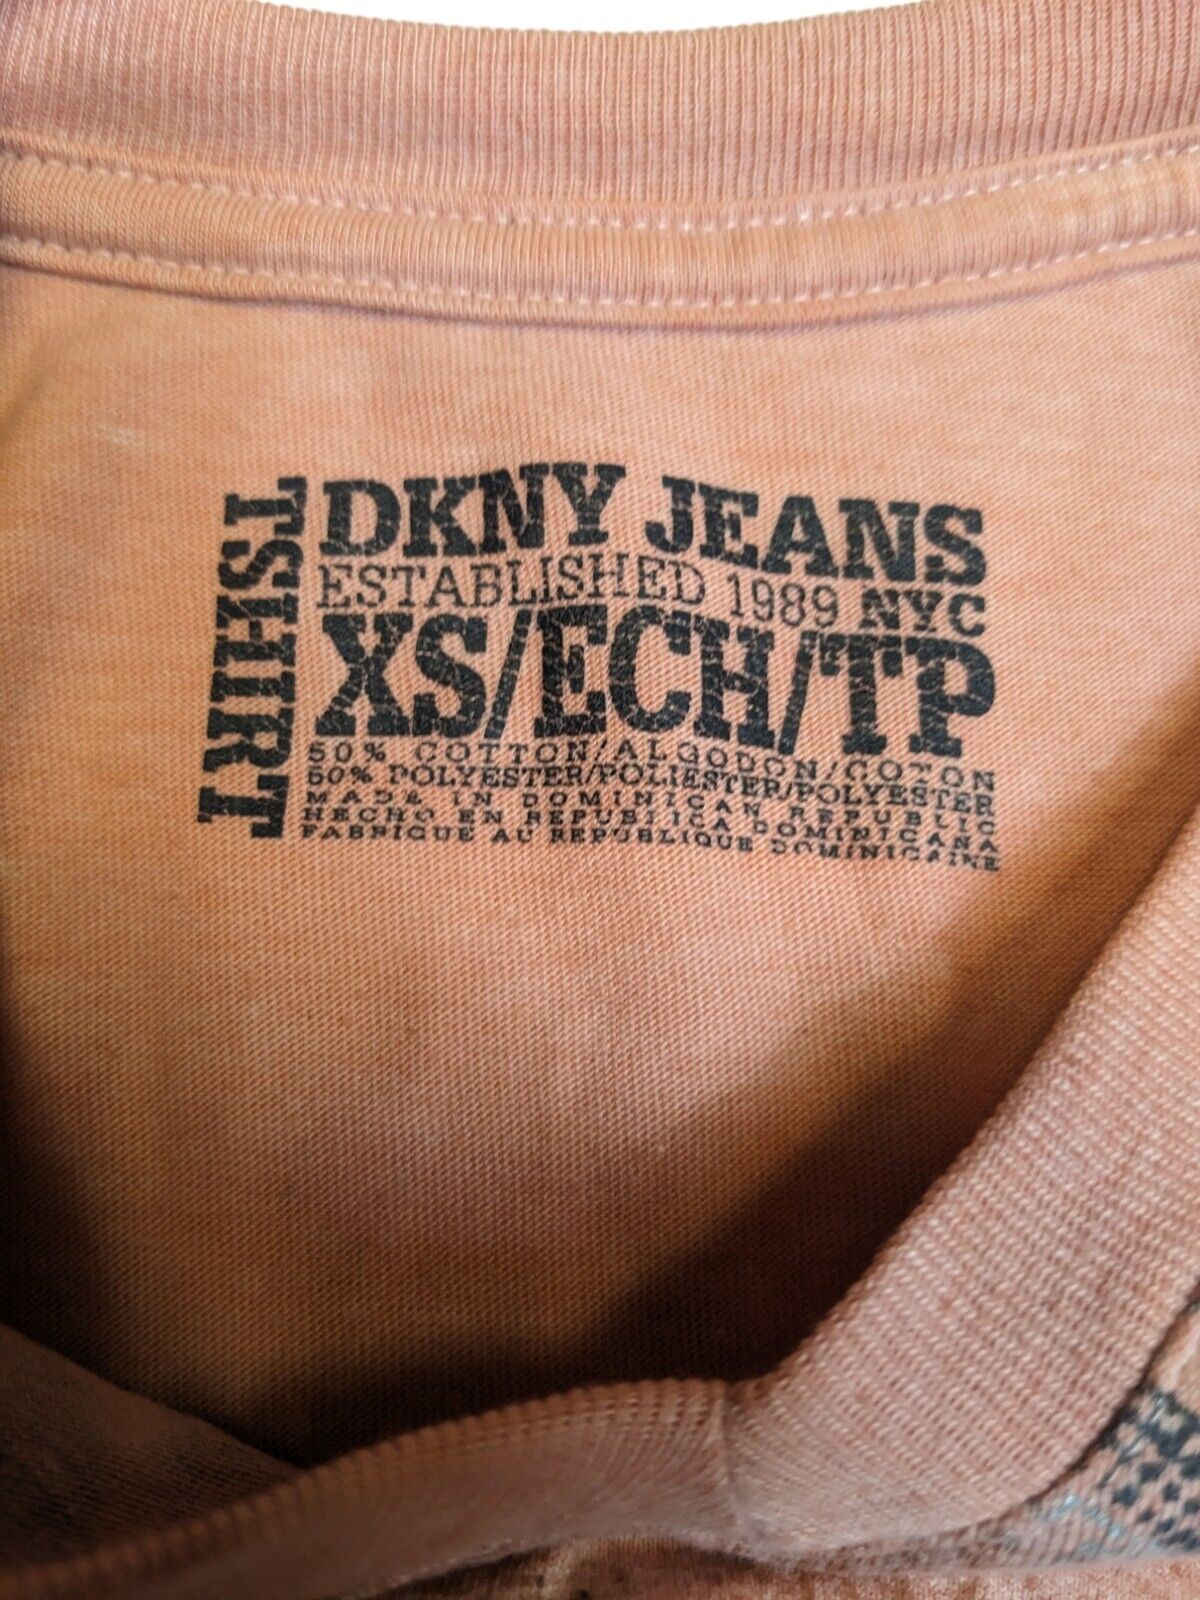 T-SHIRT
DKNY JEANS
ESTABLISHED 1989 NYC
XS/ECH/TP
50% COTTON/ALGODON/COTON
50% POLYESTER/POLIESTER/POLYESTER
MADE IN DOMINICAN REPUBLIC
HECHO EN REPUBLICA DOMINICANA
FABRIQUE AU REPUBLIQUE DOMINICAINE